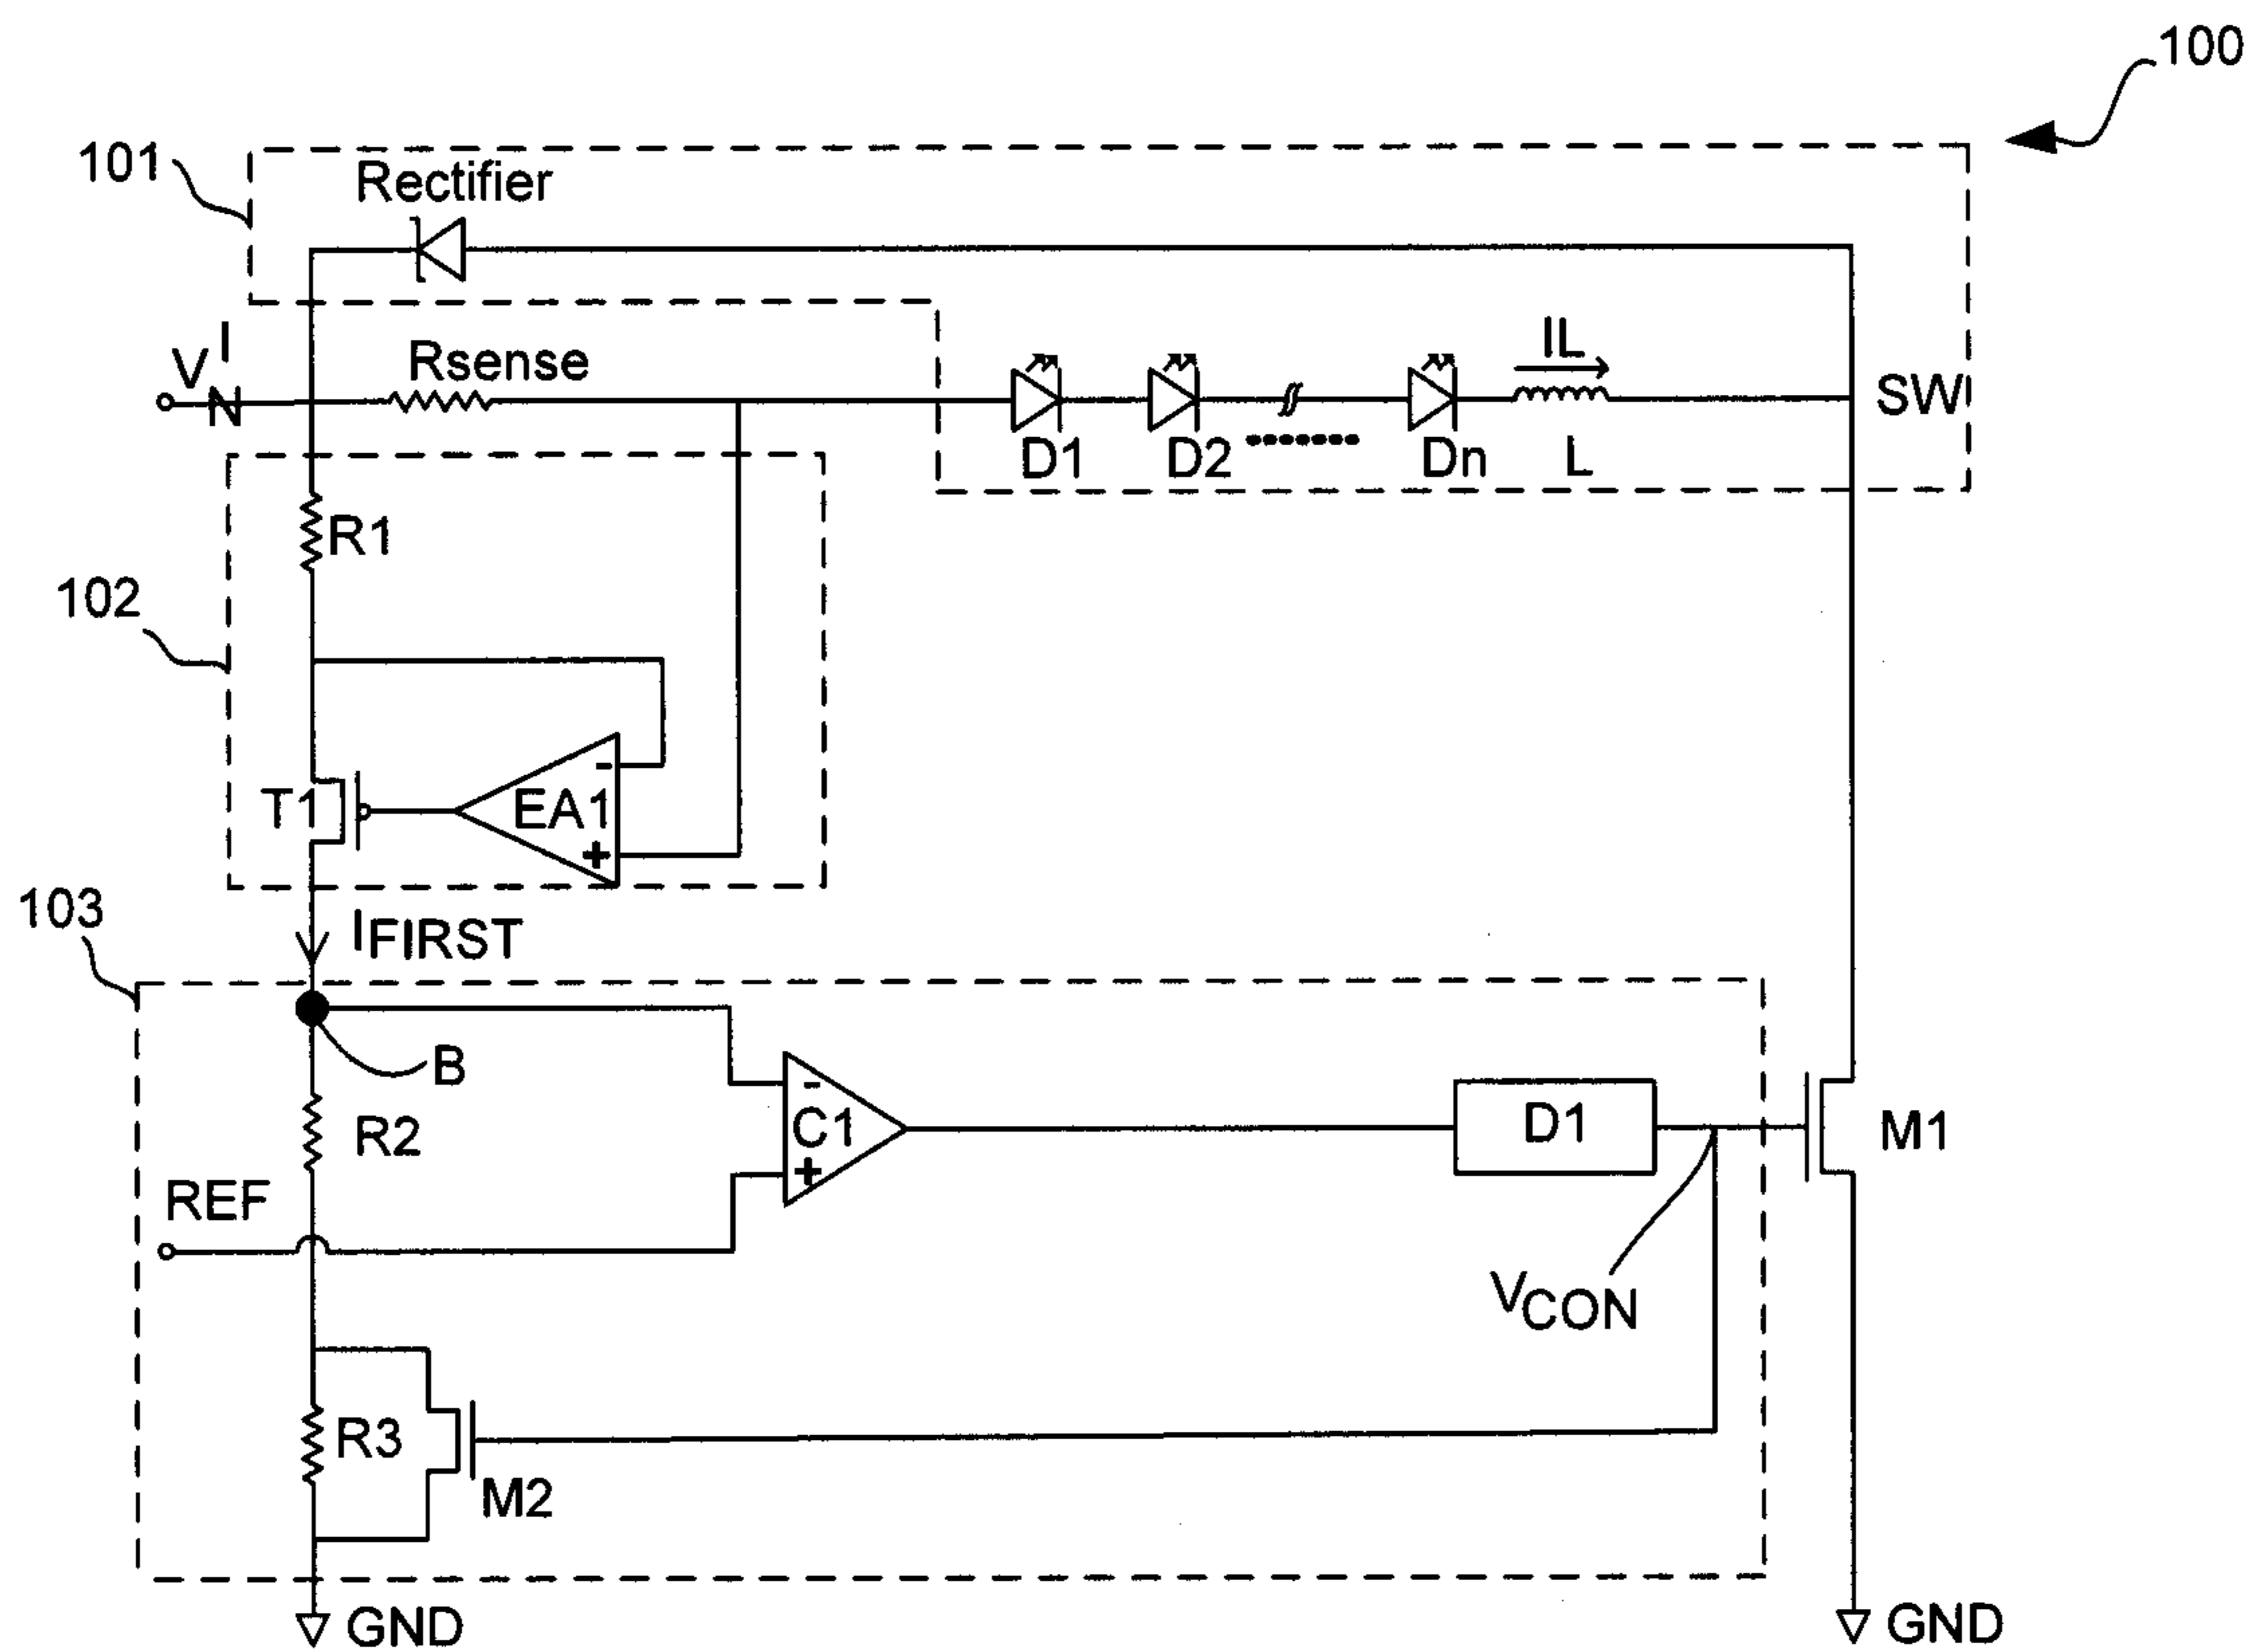 100
101
Rectifier
VIN
Rsense
IL
SW
D1
D2
Dn
L
R1
102
T1
EA1
-
+
103
IFIRST
B
-
C1
+
D1
M1
R2
REF
VCON
R3
M2
GND
GND